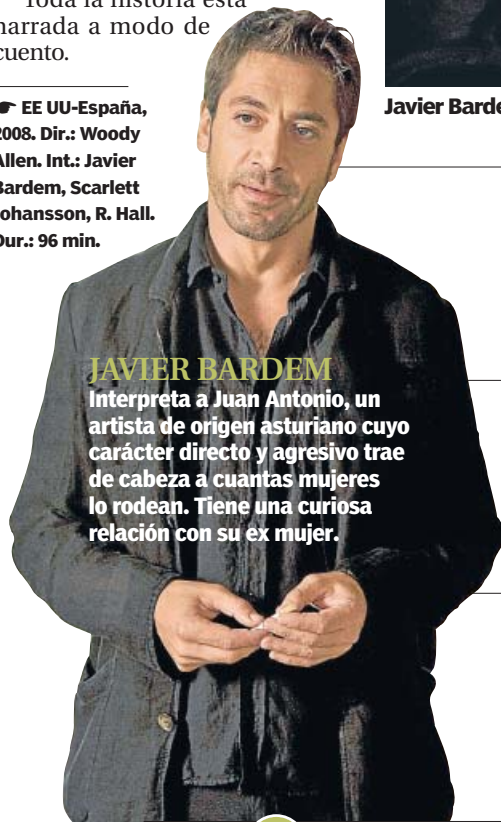 Toda la historia está
narrada a modo de
cuento.
☛ EE UU-España,
2008. Dir.: Woody
Allen. Int.: Javier
Bardem, Scarlett
Johansson, R. Hall.
Dur.: 96 min.
Javier Barde
JAVIER BARDEM
Interpreta a Juan Antonio, un
artista de origen asturiano cuyo
carácter directo y agresivo trae
de cabeza a cuantas mujeres
lo rodean. Tiene una curiosa
relación con su ex mujer.